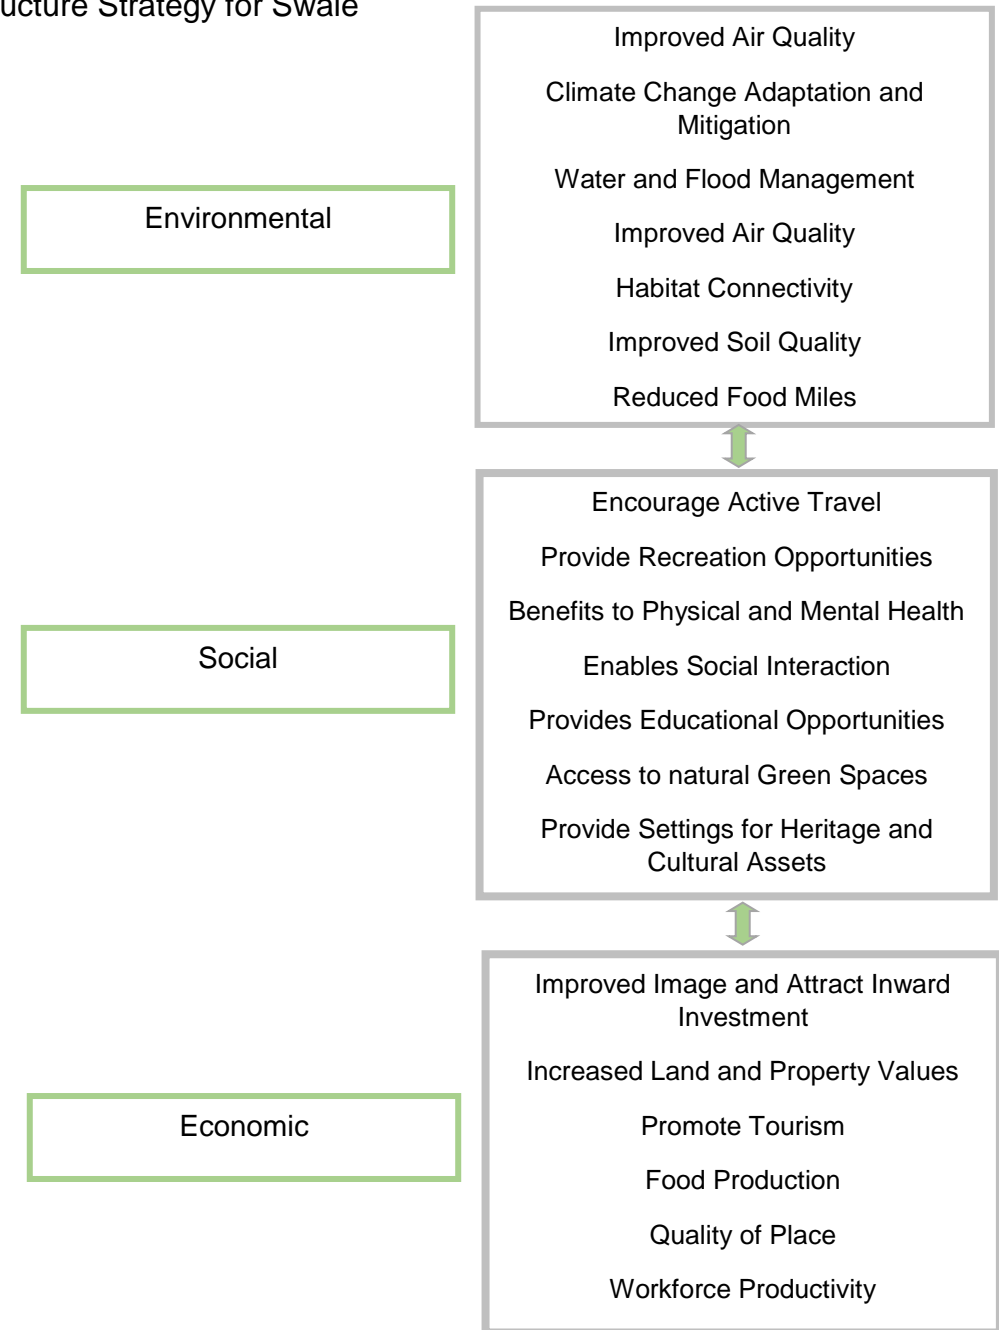 ucture Strategy for Swale
Improved Air Quality
Climate Change Adaptation and
Mitigation
Water and Flood Management
Improved Air Quality
Habitat Connectivity
Improved Soil Quality
Reduced Food Miles
Environmental
Encourage Active Travel
Provide Recreation Opportunities
Benefits to Physical and Mental Health
Enables Social Interaction
Provides Educational Opportunities
Access to natural Green Spaces
Provide Settings for Heritage and
Cultural Assets
Social
Improved Image and Attract Inward
Investment
Increased Land and Property Values
Promote Tourism
Food Production
Quality of Place
Workforce Productivity
Economic